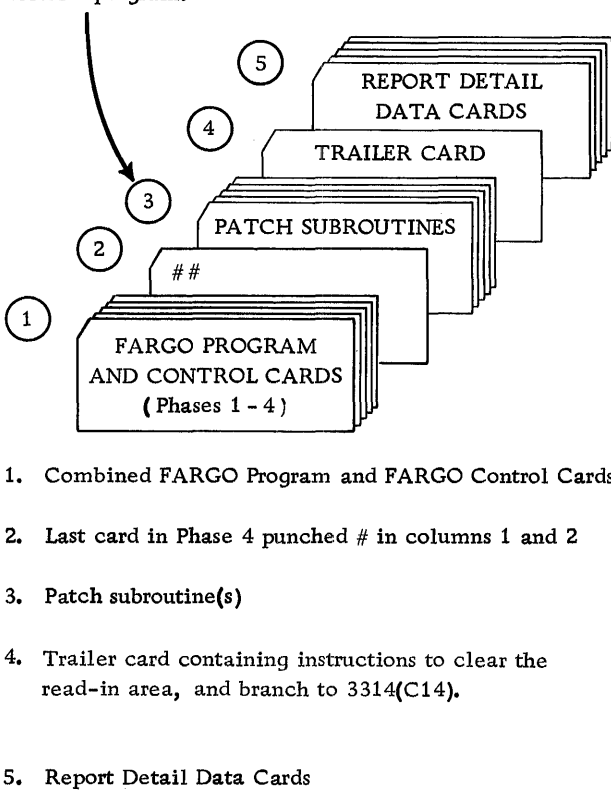 5
REPORT DETAIL
DATA CARDS
4
TRAILER CARD
3
PATCH SUBROUTINES
2
##
1
FARGO PROGRAM
AND CONTROL CARDS
(Phases 1 - 4)
1. Combined FARGO Program and FARGO Control Cards
2. Last card in Phase 4 punched # in columns 1 and 2
3. Patch subroutine(s)
4. Trailer card containing instructions to clear the
read-in area, and branch to 3314(C14).
5. Report Detail Data Cards